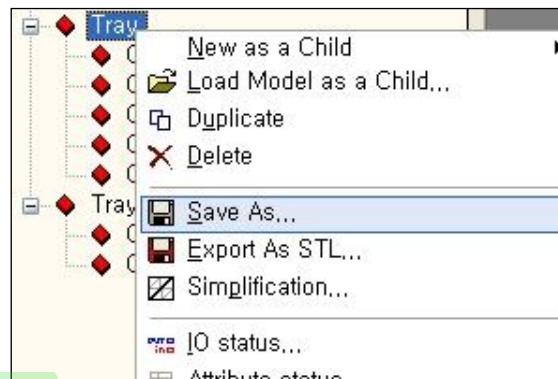 Tray
New as a Child
Load Model as a Child...
Duplicate
Delete
Tray
Save As...
Export As STL...
Simplification...
IO status...
Attribute status